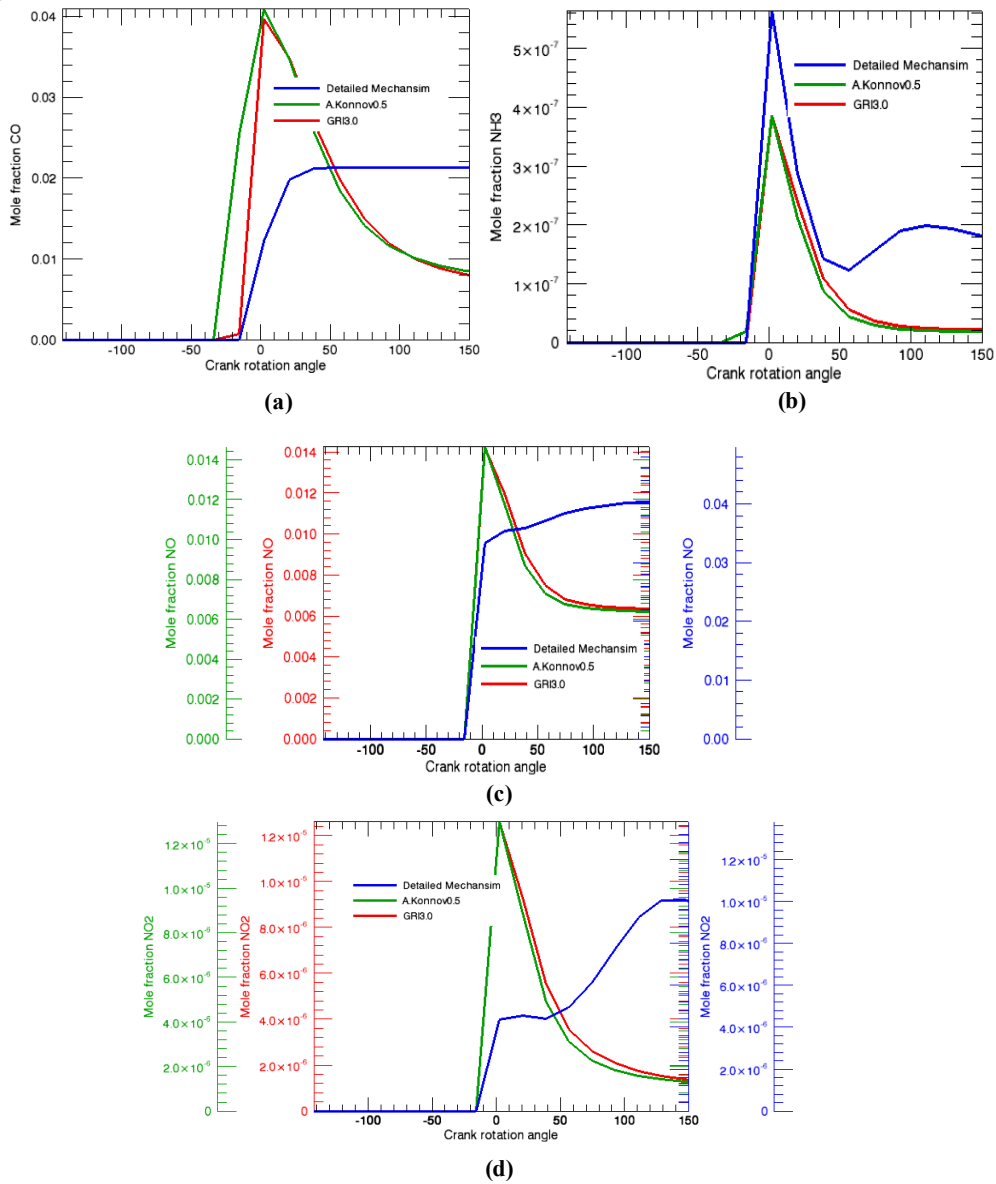 0.04
0.03
0.02
0.01
0.00
Mole fraction CO
Detailed Mechansim
A.Konnov0.5
GRI3.0
-100 -50 0 50 100 150
Crank rotation angle
(a)
5×10⁻⁷
4×10⁻⁷
3×10⁻⁷
2×10⁻⁷
1×10⁻⁷
0
Mole fraction NH3
Detailed Mechansim
A.Konnov0.5
GRI3.0
-100 -50 0 50 100 150
Crank rotation angle
(b)
0.014
0.012
0.010
0.008
0.006
0.004
0.002
0.000
Mole fraction NO
0.014
0.012
0.010
0.008
0.006
0.004
0.002
0.000
Mole fraction NO
Detailed Mechansim
A.Konnov0.5
GRI3.0
-100 -50 0 50 100 150
Crank rotation angle
Mole fraction NO
0.04
0.03
0.02
0.01
0.00
(c)
12×10⁻⁵
1.0×10⁻⁵
8.0×10⁻⁶
6.0×10⁻⁶
4.0×10⁻⁶
2.0×10⁻⁶
0
Mole fraction NO2
12×10⁻⁵
1.0×10⁻⁵
8.0×10⁻⁶
6.0×10⁻⁶
4.0×10⁻⁶
2.0×10⁻⁶
0
Mole fraction NO2
Detailed Mechansim
A.Konnov0.5
GRI3.0
-100 -50 0 50 100 150
Crank rotation angle
Mole fraction NO2
12×10⁻⁵
1.0×10⁻⁵
8.0×10⁻⁶
6.0×10⁻⁶
4.0×10⁻⁶
2.0×10⁻⁶
0
(d)